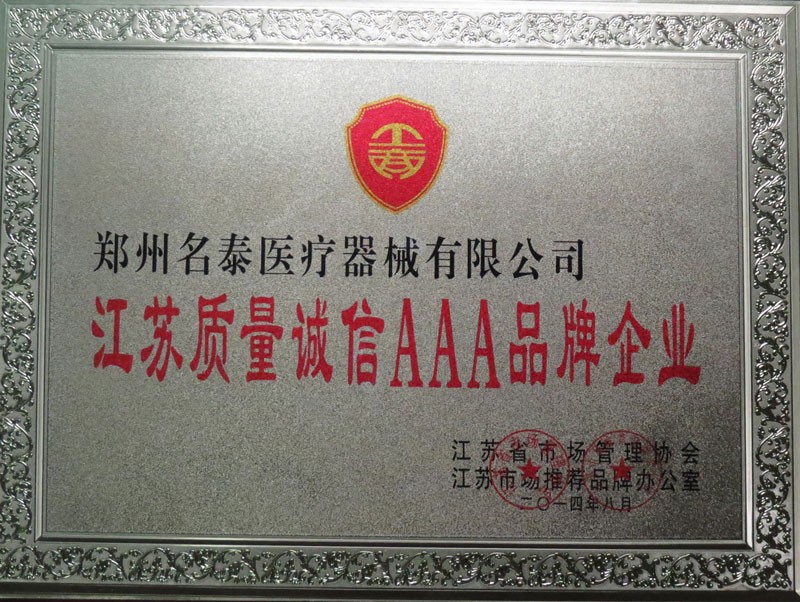 工商
郑州名泰医疗器械有限公司
江苏质量诚信AAA品牌企业
江苏省市场管理协会
江苏市场推荐品牌办公室
二〇一四年八月